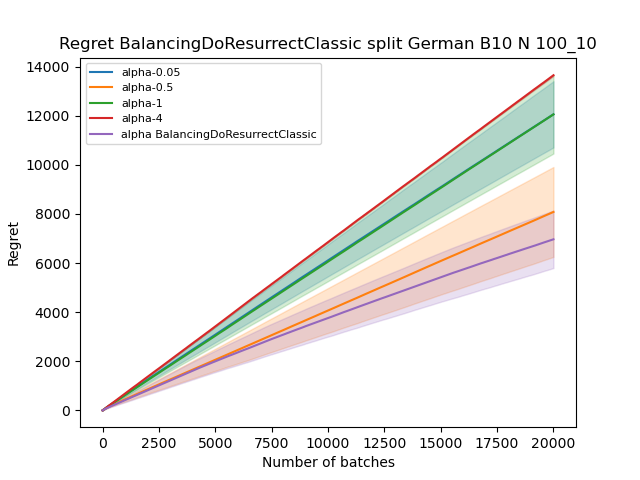 Regret BalancingDoResurrectClassic split German B10 N 100_10
14000
12000
10000
8000
6000
4000
2000
0
Regret
alpha-0.05
alpha-0.5
alpha-1
alpha-4
alpha BalancingDoResurrectClassic
0 2500 5000 7500 10000 12500 15000 17500 20000
Number of batches